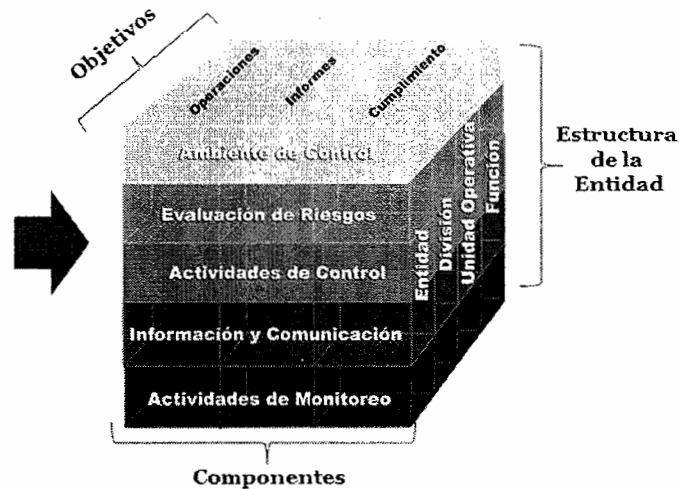 Objetivos
Operaciones
Informes
Cumplimiento
Ambiente de Control
Evaluación de Riesgos
Actividades de Control
Información y Comunicación
Actividades de Monitoreo
Entidad
División
Unidad Operativa
Función
Estructura
de la
Entidad
Componentes